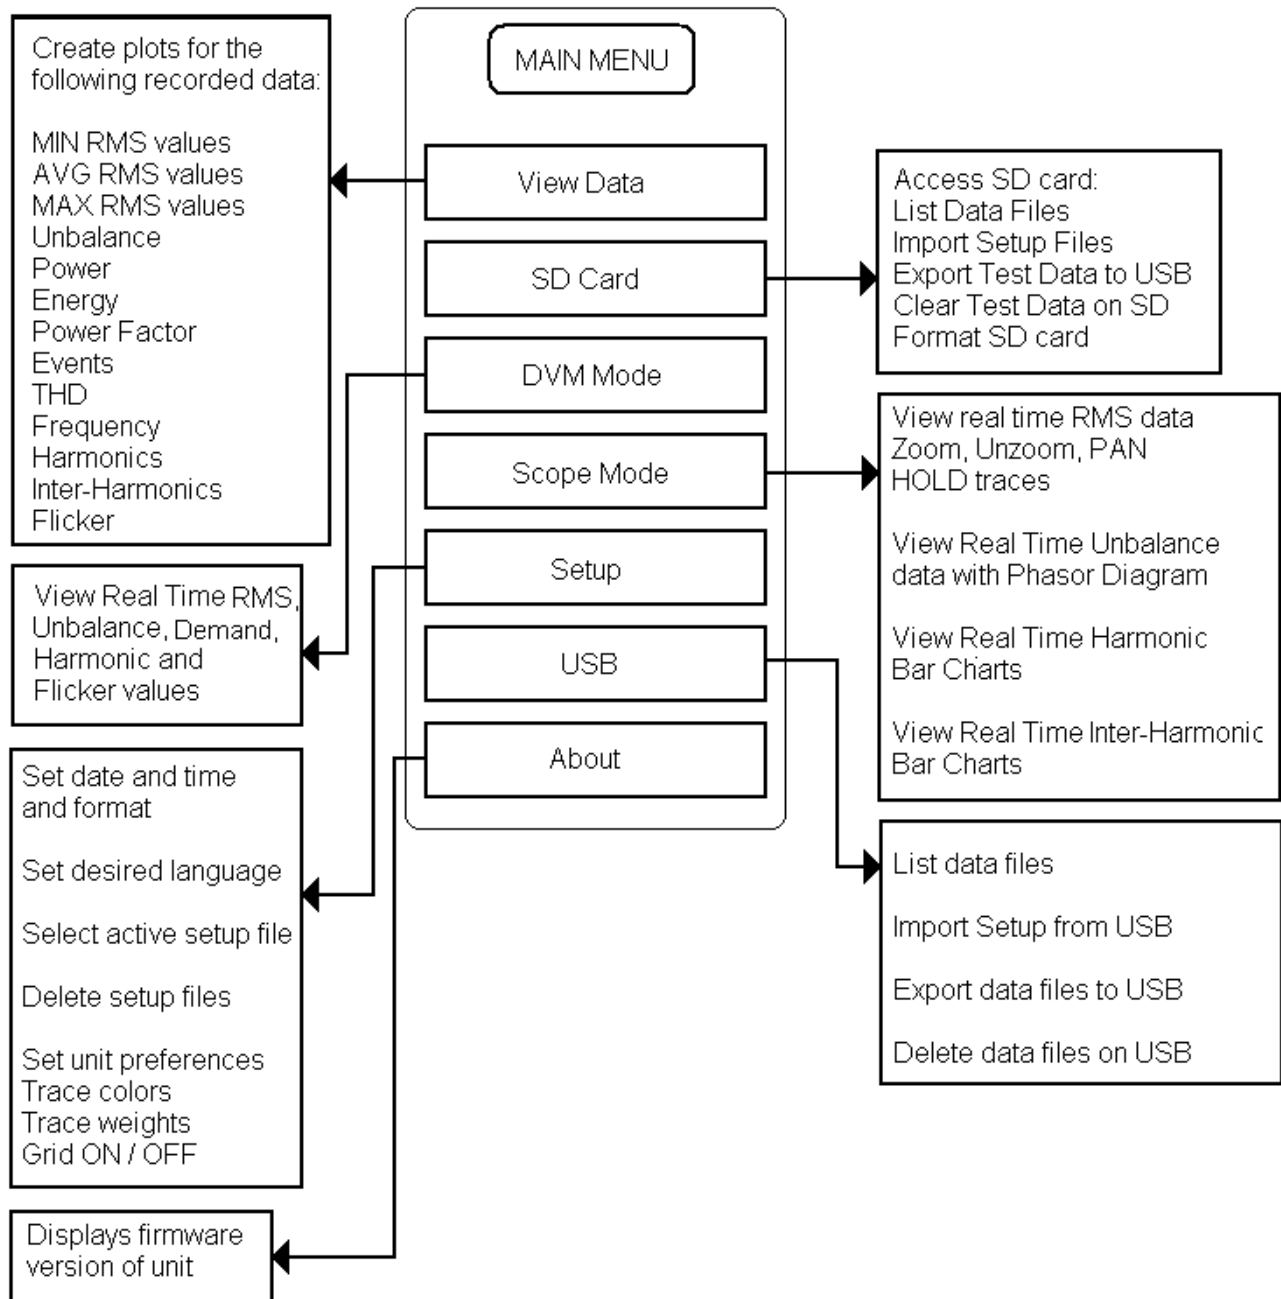 MAIN MENU
View Data
SD Card
DVM Mode
Scope Mode
Setup
USB
About
Create plots for the
following recorded data:
MIN RMS values
AVG RMS values
MAX RMS values
Unbalance
Power
Energy
Power Factor
Events
THD
Frequency
Harmonics
Inter-Harmonics
Flicker
View Real Time RMS,
Unbalance, Demand,
Harmonic and
Flicker values
Set date and time
and format
Set desired language
Select active setup file
Delete setup files
Set unit preferences
Trace colors
Trace weights
Grid ON / OFF
Displays firmware
version of unit
Access SD card:
List Data Files
Import Setup Files
Export Test Data to USB
Clear Test Data on SD
Format SD card
View real time RMS data
Zoom, Unzoom, PAN
HOLD traces
View Real Time Unbalance
data with Phasor Diagram
View Real Time Harmonic
Bar Charts
View Real Time Inter-Harmonic
Bar Charts
List data files
Import Setup from USB
Export data files to USB
Delete data files on USB